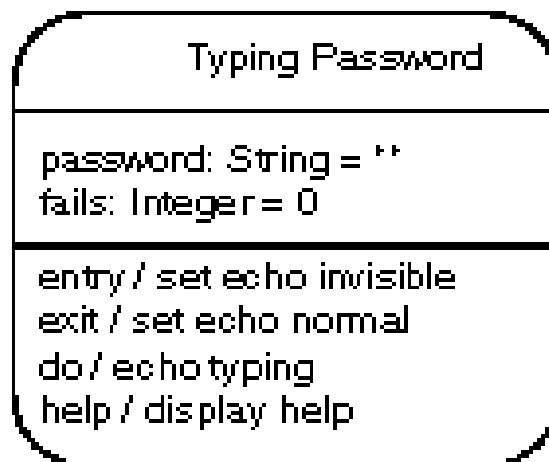 Typing Password
password: String = ""
fails: Integer = 0
entry / set echo invisible
exit / set echo normal
do / echo typing
help / display help